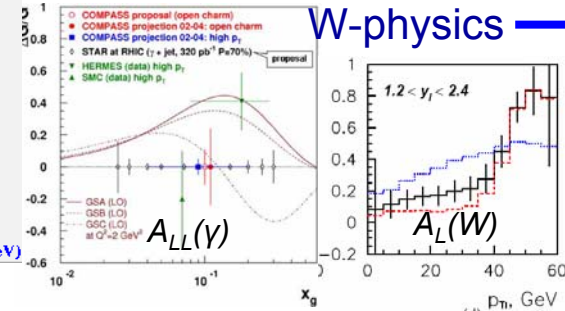 W-physics
ΔG/G
COMPASS proposal (open charm)
COMPASS projection 02-04: open charm
COMPASS projection 02-04: high pT
STAR at RHIC (γ + jet, 320 pb⁻¹ P=70%)
proposal
HERMES (data) high pT
SMC (data) high pT
0.8
0.6
0.4
0.2
0
-0.2
-0.4
-0.6
GSA (LO)
GSB (LO)
GSC (LO)
at Q²=2 GeV²
A_LL(γ)
10⁻²
10⁻¹
x_g
eV)
1.2 < y_l < 2.4
1
0.8
0.6
0.4
0.2
0
-0.2
A_L(W)
0 20 40 60
p_Tl, GeV